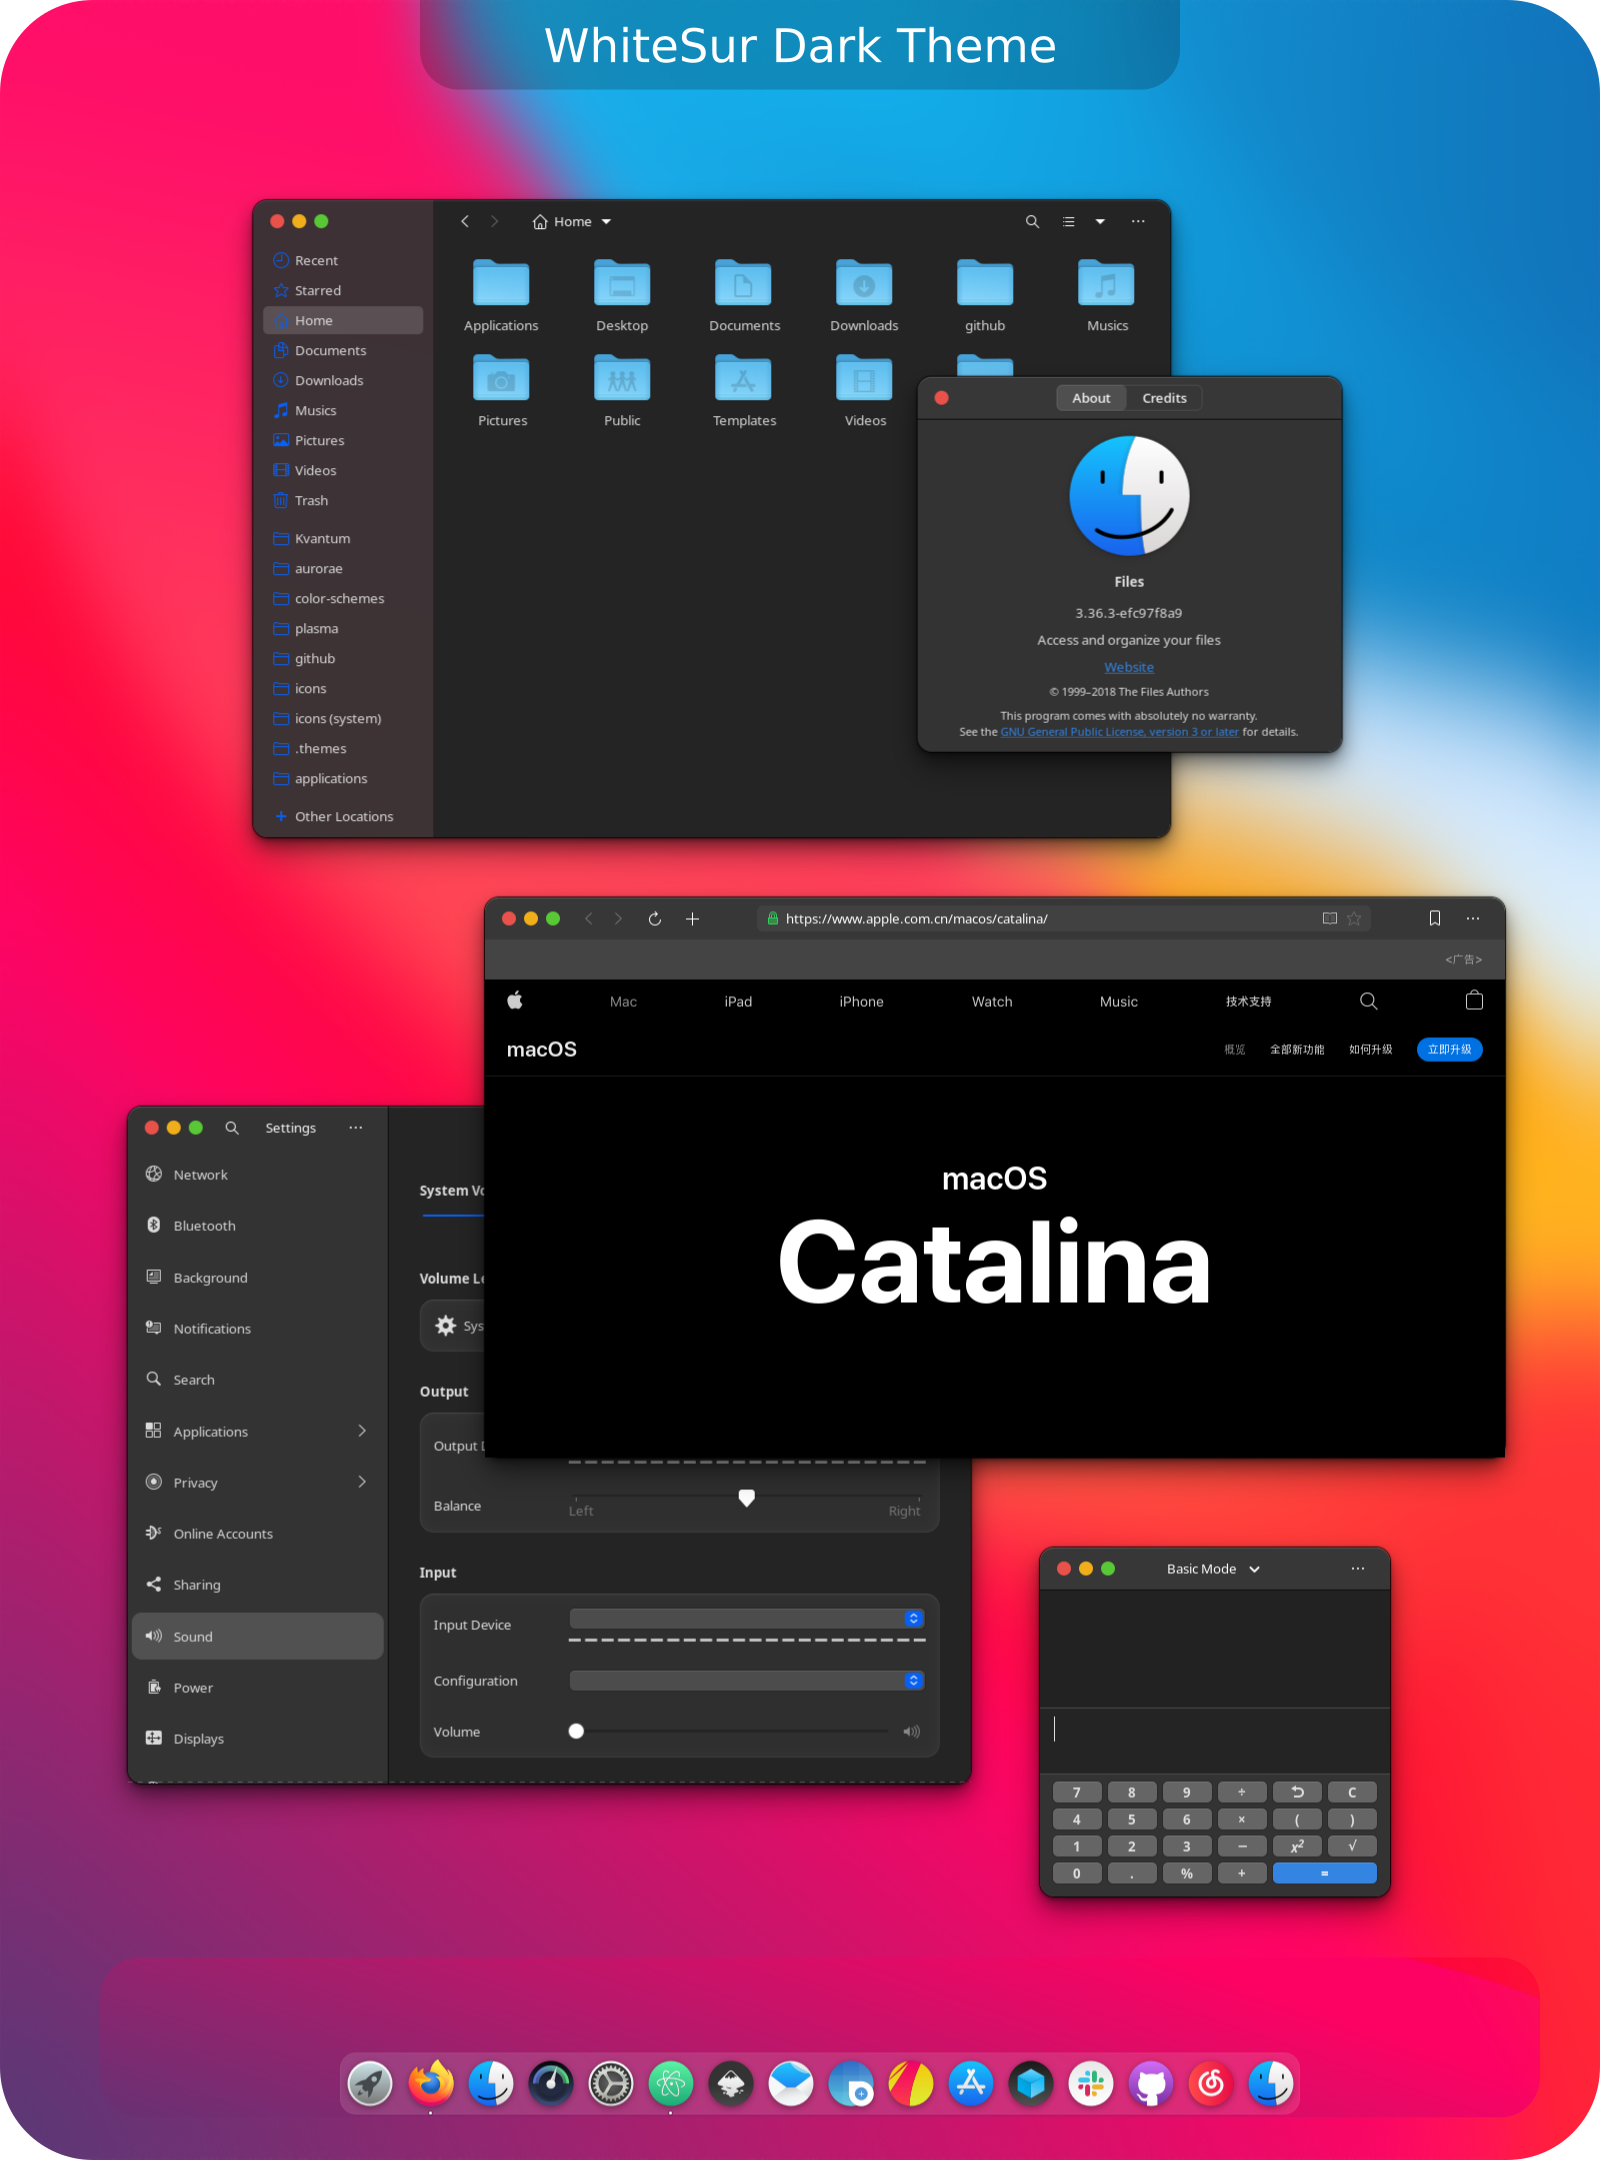 WhiteSur Dark Theme
Home
Recent
Starred
Home
Documents
Downloads
Musics
Pictures
Videos
Trash
Kvantum
aurorae
color-schemes
plasma
github
icons
icons (system)
.themes
applications
Other Locations
Applications Desktop Documents Downloads github Musics
Pictures Public Templates Videos
About Credits
Files
3.36.3-efc97f8a9
Access and organize your files
Website
© 1999–2018 The Files Authors
This program comes with absolutely no warranty.
See the GNU General Public License, version 3 or later for details.
https://www.apple.com.cn/macos/catalina/
<广告>
Mac iPad iPhone Watch Music 技术支持
macOS 概览 全部新功能 如何升级 立即升级
macOS
Catalina
Settings
Network
Bluetooth
Background
Notifications
Search
Applications
Privacy
Online Accounts
Sharing
Sound
Power
Displays
System Vo
Volume Le
Sys
Output
Output D
Balance
Left Right
Input
Input Device
Configuration
Volume
Basic Mode
7 8 9 ÷ C
4 5 6 × ( )
1 2 3 − x² √
0 . % + =